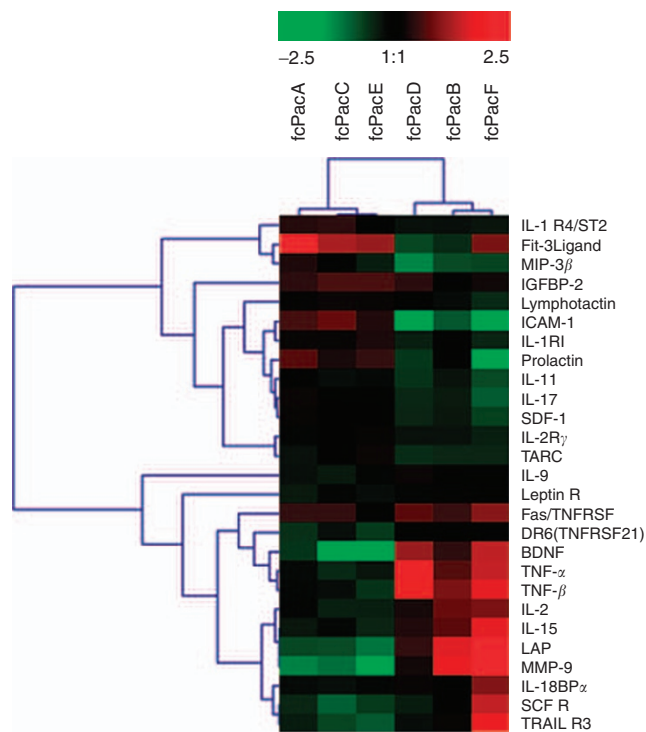 −2.5 1:1 2.5
fcPacA fcPacC fcPacE fcPacD fcPacB fcPacF
IL-1 R4/ST2
Fit-3Ligand
MIP-3β
IGFBP-2
Lymphotactin
ICAM-1
IL-1RI
Prolactin
IL-11
IL-17
SDF-1
IL-2Rγ
TARC
IL-9
Leptin R
Fas/TNFRSF
DR6(TNFRSF21)
BDNF
TNF-α
TNF-β
IL-2
IL-15
LAP
MMP-9
IL-18BPα
SCF R
TRAIL R3